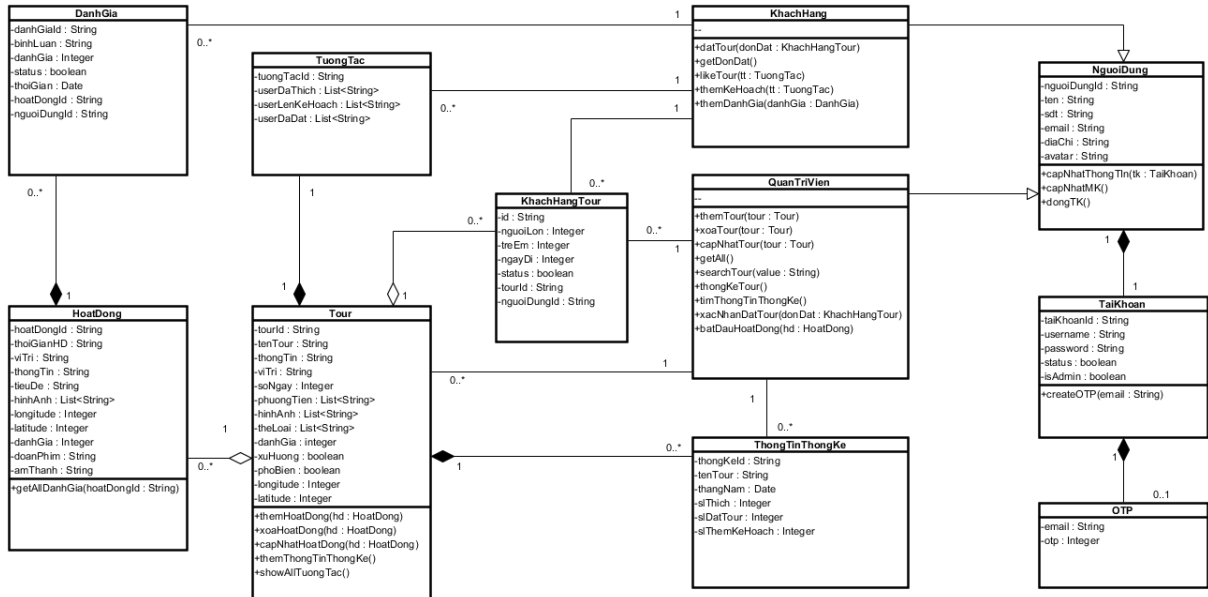 DanhGia
-danhGiaId : String
-binhLuan : String
-danhGia : Integer
-status : boolean
-thoiGian : Date
-hoatDongId : String
-nguoiDungId : String
0..*
1
0..*
1
TuongTac
-tuongTacId : String
-userDaThich : List<String>
-userLenKeHoach : List<String>
-userDaDat : List<String>
0..*
1
1
KhachHang
--
+datTour(donDat : KhachHangTour)
+getDonDat()
+likeTour(tt : TuongTac)
+themKeHoach(tt : TuongTac)
+themDanhGia(danhGia : DanhGia)
1
0..*
NguoiDung
-nguoiDungId : String
-ten : String
-sdt : String
-email : String
-diaChi : String
-avatar : String
+capNhatThongTIn(tk : TaiKhoan)
+capNhatMK()
+dongTK()
1
1
KhachHangTour
-id : String
-nguoiLon : Integer
-treEm : Integer
-ngayDi : Integer
-status : boolean
-tourId : String
-nguoiDungId : String
0..*
1
0..*
1
QuanTriVien
--
+themTour(tour : Tour)
+xoaTour(tour : Tour)
+capNhatTour(tour : Tour)
+getAll()
+searchTour(value : String)
+thongKeTour()
+timThongTinThongKe()
+xacNhanDatTour(donDat : KhachHangTour)
+batDauHoatDong(hd : HoatDong)
1
0..*
HoatDong
-hoatDongId : String
-thoiGianHD : String
-viTri : String
-thongTin : String
-tieuDe : String
-hinhAnh : List<String>
-longitude : Integer
-latitude : Integer
-danhGia : Integer
-doanPhim : String
-amThanh : String
+getAllDanhGia(hoatDongId : String)
1
0..*
1
Tour
-tourId : String
-tenTour : String
-thongTin : String
-viTri : String
-soNgay : Integer
-phuongTien : List<String>
-hinhAnh : List<String>
-theLoai : List<String>
-danhGia : integer
-xuHuong : boolean
-phoBien : boolean
-longitude : Integer
-latitude : Integer
+themHoatDong(hd : HoatDong)
+xoaHoatDong(hd : HoatDong)
+capNhatHoatDong(hd : HoatDong)
+themThongTinThongKe()
+showAllTuongTac()
0..*
1
1
0..*
ThongTinThongKe
-thongKeId : String
-tenTour : String
-thangNam : Date
-slThich : Integer
-slDatTour : Integer
-slThemKeHoach : Integer
TaiKhoan
-taiKhoanId : String
-username : String
-password : String
-status : boolean
-isAdmin : boolean
+createOTP(email : String)
1
0..1
OTP
-email : String
-otp : Integer